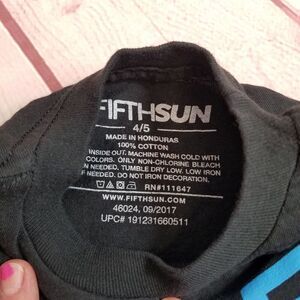 FIFTHSUN
4/5
MADE IN HONDURAS
100% COTTON
INSIDE OUT. MACHINE WASH COLD WITH
COLORS. ONLY NON-CHLORINE BLEACH
NEEDED. TUMBLE DRY LOW. LOW IRON
IF NEEDED. DO NOT IRON DECORATION.
RN#111647
WWW.FIFTHSUN.COM
48024, 09/2017
UPC# 191231660511